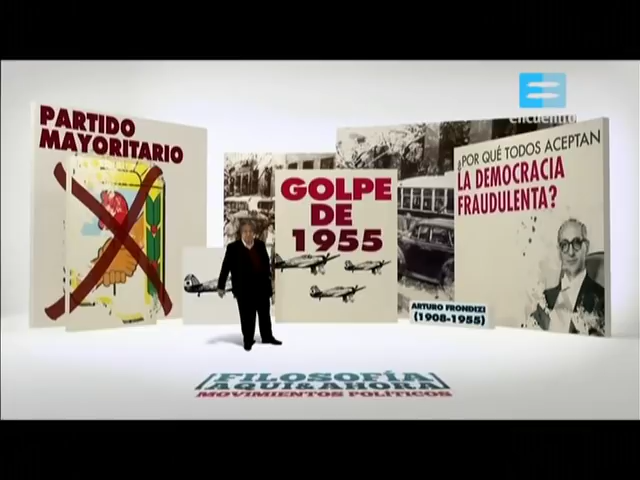 PARTIDO
MAYORITARIO
GOLPE
DE
1955
¿POR QUÉ TODOS ACEPTAN
LA DEMOCRACIA
FRAUDULENTA?
encuentro
ARTURO FRONDIZI
(1908-1955)
FILOSOFÍA
AQUÍ&AHORA
MOVIMIENTOS POLÍTICOS